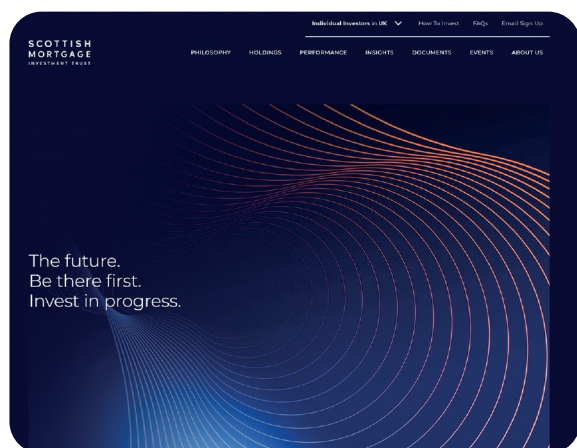 Individual Investors in UK How To Invest FAQs Email Sign Up
SCOTTISH
MORTGAGE
INVESTMENT TRUST
PHILOSOPHY HOLDINGS PERFORMANCE INSIGHTS DOCUMENTS EVENTS ABOUT US
The future.
Be there first.
Invest in progress.